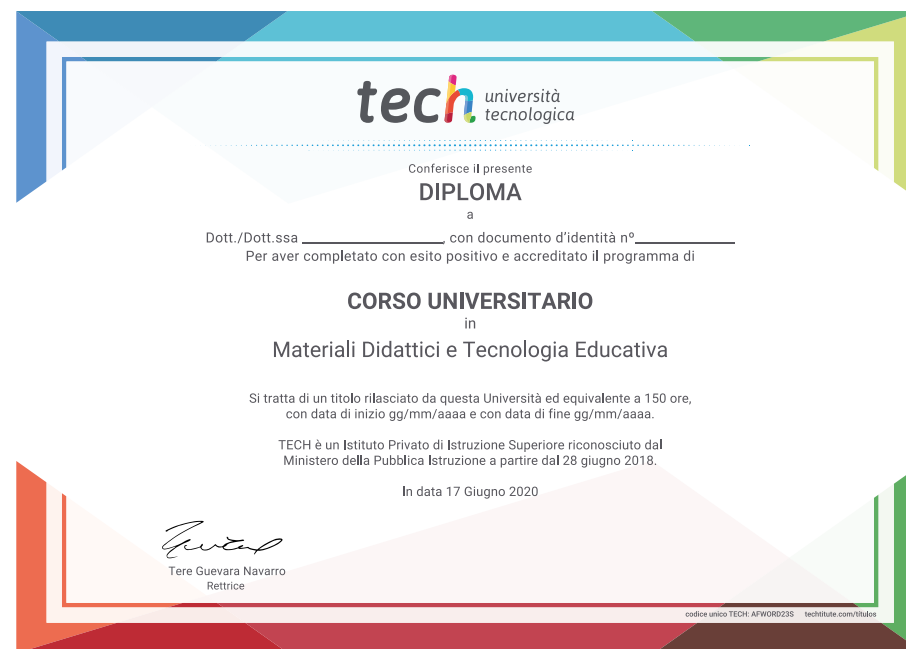 tech università
tecnologica
Conferisce il presente
DIPLOMA
a
Dott./Dott.ssa ____________________, con documento d'identità nº______________
Per aver completato con esito positivo e accreditato il programma di
CORSO UNIVERSITARIO
in
Materiali Didattici e Tecnologia Educativa
Si tratta di un titolo rilasciato da questa Università ed equivalente a 150 ore,
con data di inizio gg/mm/aaaa e con data di fine gg/mm/aaaa.
TECH è un Istituto Privato di Istruzione Superiore riconosciuto dal
Ministero della Pubblica Istruzione a partire dal 28 giugno 2018.
In data 17 Giugno 2020
Tere Guevara Navarro
Rettrice
codice unico TECH: AFWORD23S techtitute.com/titulos